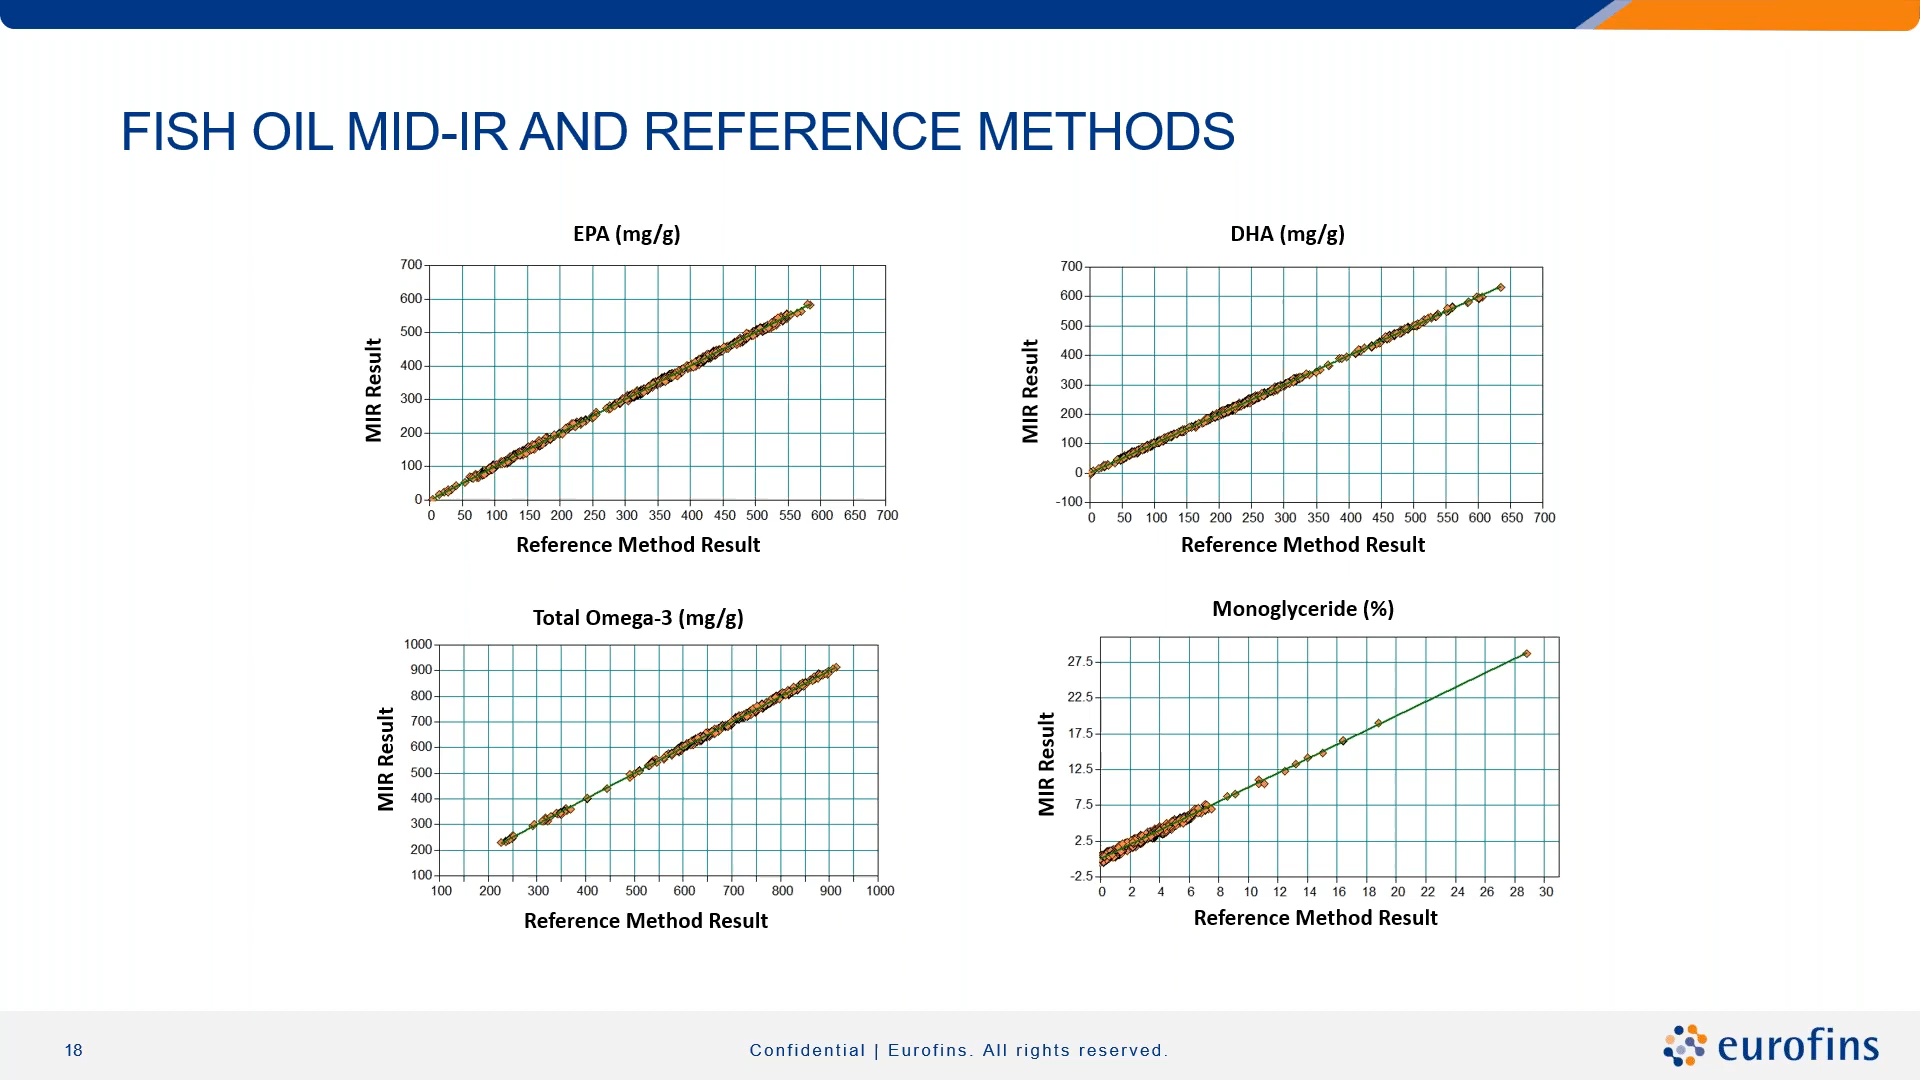 FISH OIL MID-IR AND REFERENCE METHODS
EPA (mg/g)
MIR Result
700
600
500
400
300
200
100
0
0 50 100 150 200 250 300 350 400 450 500 550 600 650 700
Reference Method Result
DHA (mg/g)
MIR Result
700
600
500
400
300
200
100
0
-100
0 50 100 150 200 250 300 350 400 450 500 550 600 650 700
Reference Method Result
Total Omega-3 (mg/g)
MIR Result
1000
900
800
700
600
500
400
300
200
100
100 200 300 400 500 600 700 800 900 1000
Reference Method Result
Monoglyceride (%)
MIR Result
27.5
22.5
17.5
12.5
7.5
2.5
-2.5
0 2 4 6 8 10 12 14 16 18 20 22 24 26 28 30
Reference Method Result
18
Confidential | Eurofins. All rights reserved.
eurofins